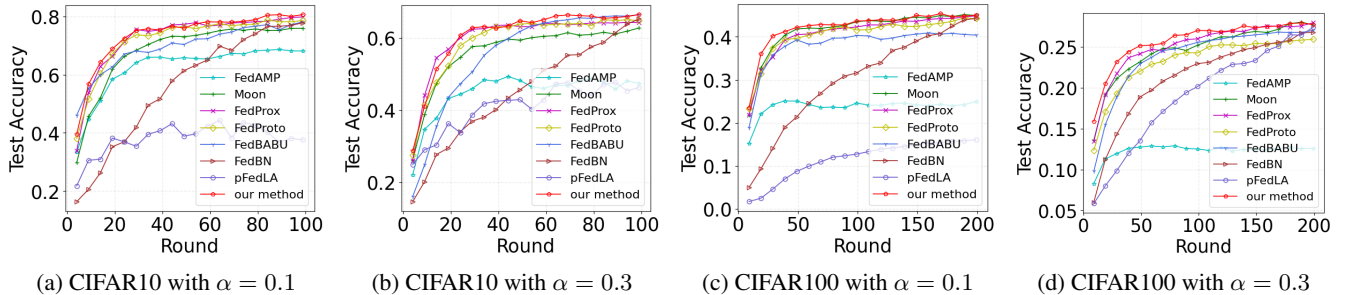 Test Accuracy
0.8
0.6
0.4
0.2
0 20 40 60 80 100
Round
FedAMP
Moon
FedProx
FedProto
FedBABU
FedBN
pFedLA
our method
(a) CIFAR10 with α = 0.1
Test Accuracy
0.6
0.4
0.2
0 20 40 60 80 100
Round
FedAMP
Moon
FedProx
FedProto
FedBABU
FedBN
pFedLA
our method
(b) CIFAR10 with α = 0.3
Test Accuracy
0.4
0.3
0.2
0.1
0.0
0 50 100 150 200
Round
FedAMP
Moon
FedProx
FedProto
FedBABU
FedBN
pFedLA
our method
(c) CIFAR100 with α = 0.1
Test Accuracy
0.25
0.20
0.15
0.10
0.05
0 50 100 150 200
Round
FedAMP
Moon
FedProx
FedProto
FedBABU
FedBN
pFedLA
our method
(d) CIFAR100 with α = 0.3